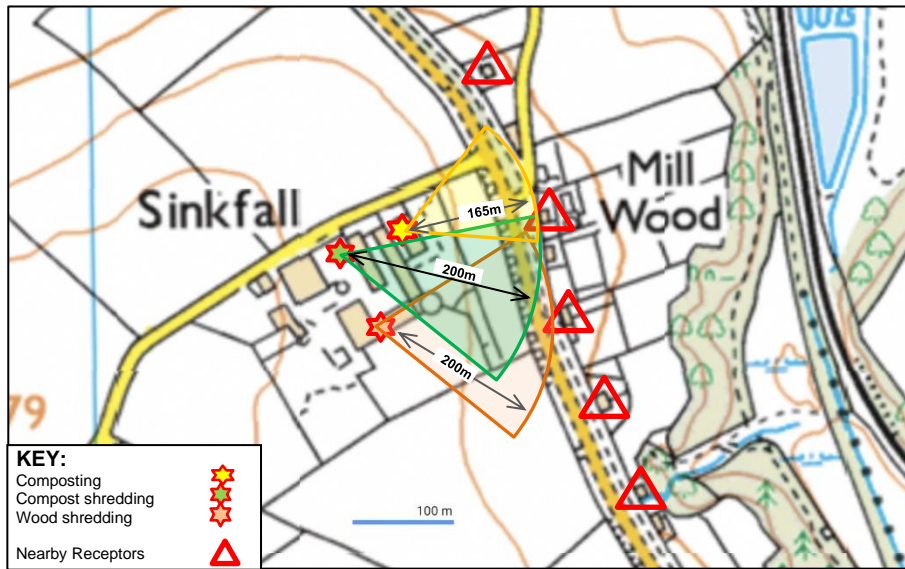 Sinkfall
Mill
Wood
165m
200m
200m
79
KEY:
Composting
Compost shredding
Wood shredding
Nearby Receptors
100 m